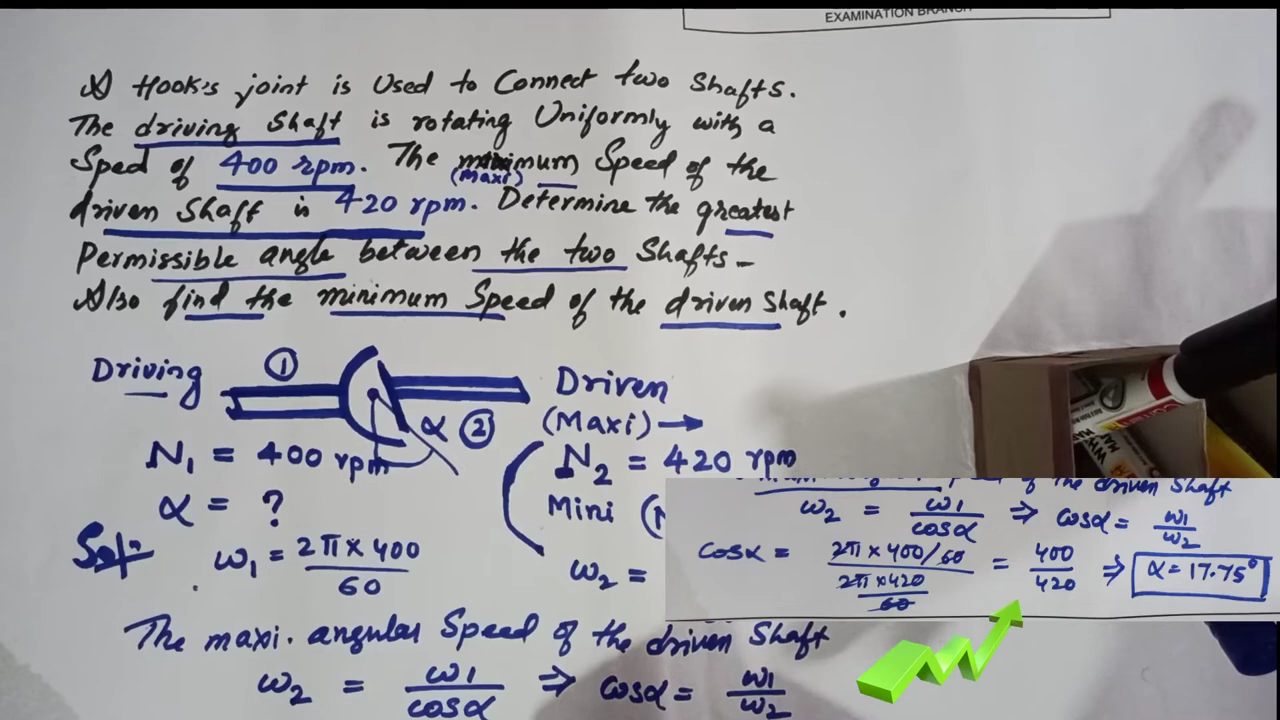 EXAMINATION BRANCH
A Hook's joint is Used to Connect two Shafts.
The driving Shaft is rotating Uniformly with a
Sped of 400 rpm. The minimum Speed of the
(Maxi)
driven Shaft is 420 rpm. Determine the greatest
Permissible angle between the two Shafts-
Also find the minimum Speed of the driven Shaft.
Driving ① Driven
(Maxi) →
α ②
N₁ = 400 rpm N₂ = 420 rpm
α = ? Mini
Sol. ω₁ = 2π × 400 / 60
ω₂ =
The maxi. angular Speed of the driven Shaft
ω₂ = ω₁ / cosα ⇒ cosα = ω₁ / ω₂
of the driven Shaft
ω₂ = ω₁ / cosα ⇒ cosα = ω₁ / ω₂
cosα = 2π × 400/60 / 2π × 420 / 60 = 400 / 420 ⇒ α = 17.75°